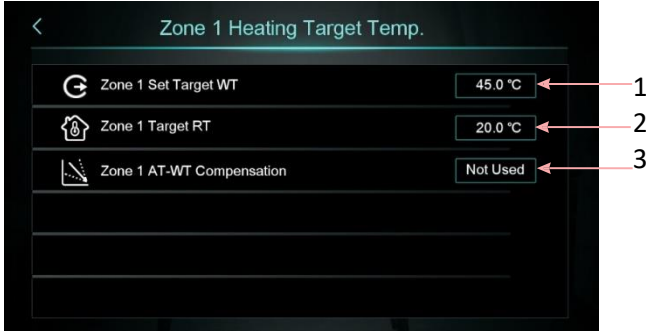 Zone 1 Heating Target Temp.
Zone 1 Set Target WT 45.0 ℃ 1
Zone 1 Target RT 20.0 ℃ 2
Zone 1 AT-WT Compensation Not Used 3